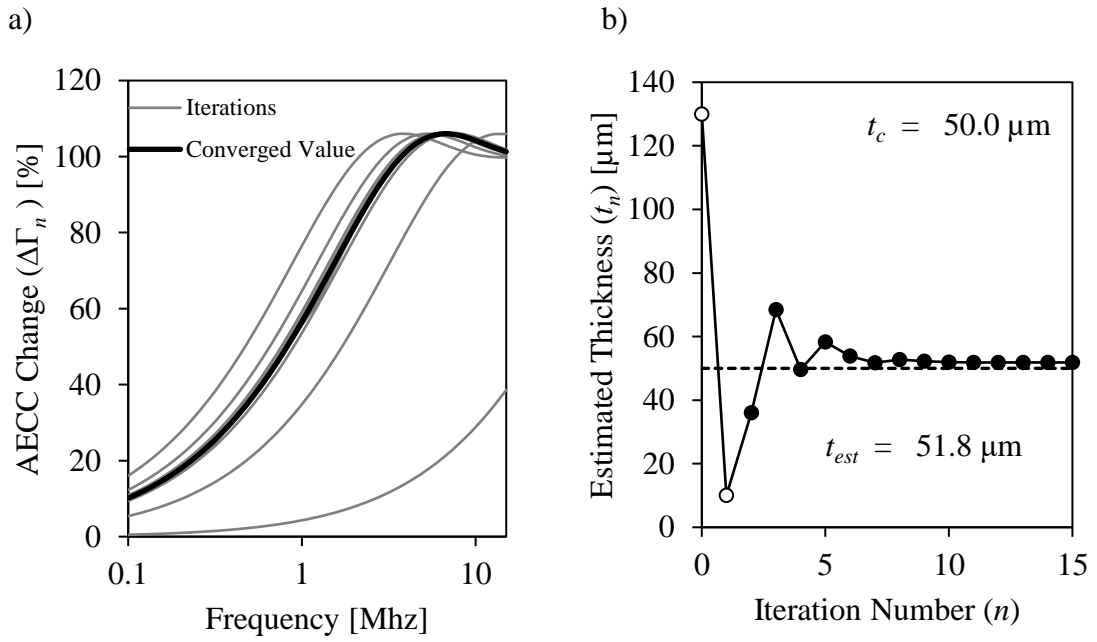 a)
120
100
80
60
40
20
0
0.1
1
10
AECC Change (ΔΓn) [%]
Frequency [Mhz]
Iterations
Converged Value
b)
140
120
100
80
60
40
20
0
0
5
10
15
Estimated Thickness (tn) [µm]
Iteration Number (n)
tc = 50.0 µm
test = 51.8 µm